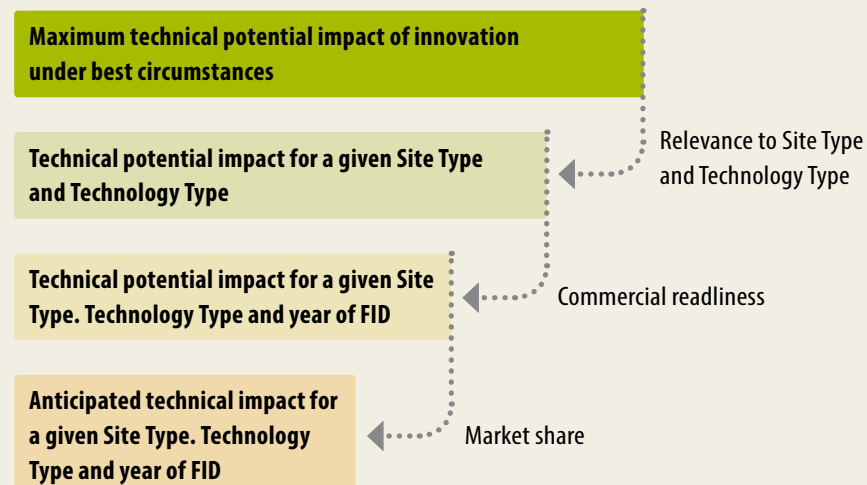 Maximum technical potential impact of innovation
under best circumstances
Relevance to Site Type
and Technology Type
Technical potential impact for a given Site Type
and Technology Type
Commercial readliness
Technical potential impact for a given Site
Type. Technology Type and year of FID
Market share
Anticipated technical impact for
a given Site Type. Technology
Type and year of FID